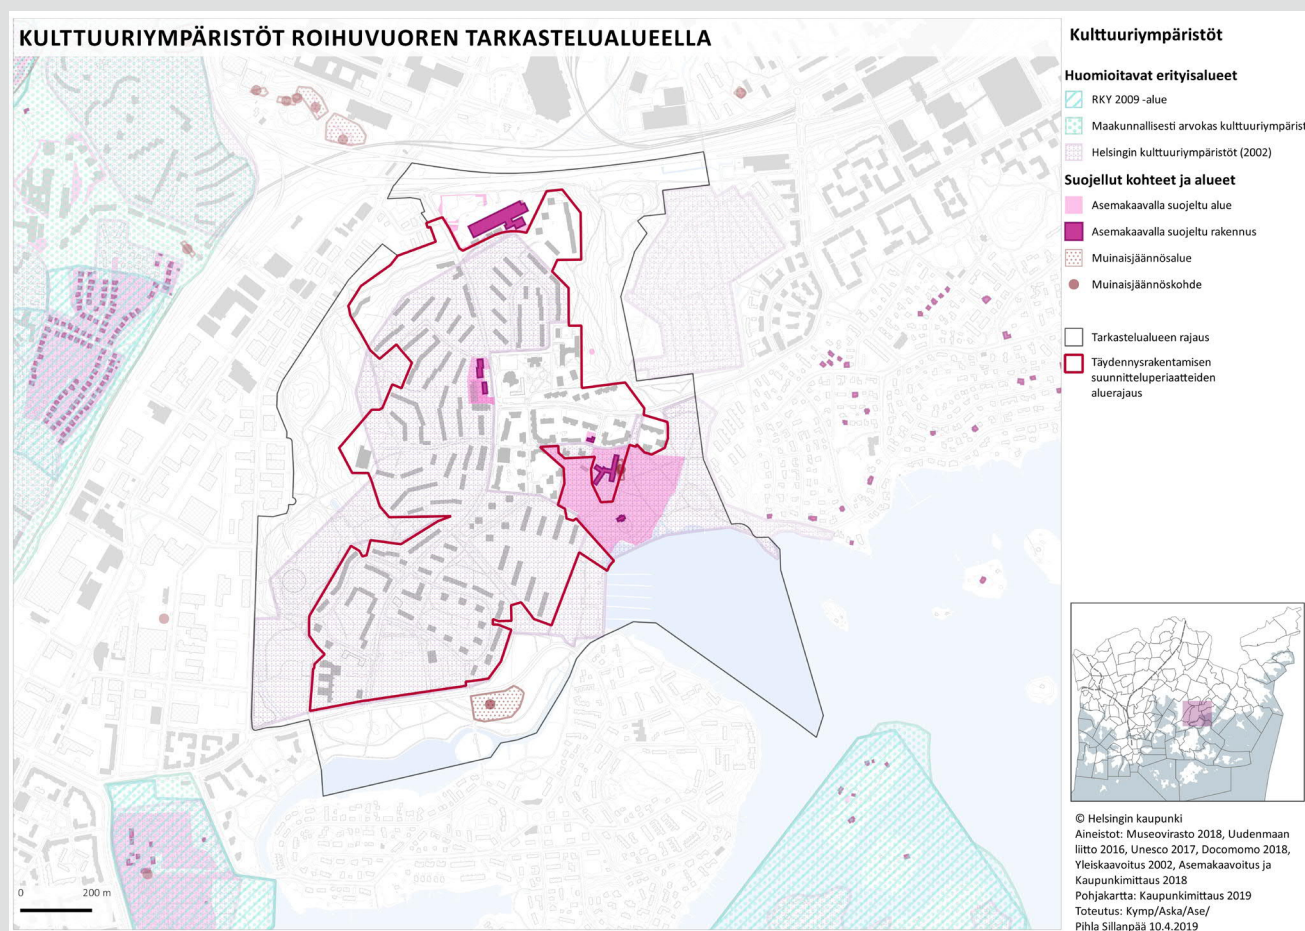 KULTTUURIYMPÄRISTÖT ROIHUVUOREN TARKASTELUALUEELLA
Kulttuuriympäristöt
Huomioitavat erityisalueet
RKY 2009 -alue
Maakunnallisesti arvokas kulttuuriympärist
Helsingin kulttuuriympäristöt (2002)
Suojellut kohteet ja alueet
Asemakaavalla suojeltu alue
Asemakaavalla suojeltu rakennus
Muinaisjäännösalue
Muinaisjäännöskohde
Tarkastelualueen rajaus
Täydennysrakentamisen
suunnitteluperiaatteiden
aluerajaus
© Helsingin kaupunki
Aineistot: Museovirasto 2018, Uudenmaan
liitto 2016, Unesco 2017, Docomomo 2018,
Yleiskaavoitus 2002, Asemakaavoitus ja
Kaupunkimittaus 2018
Pohjakartta: Kaupunkimittaus 2019
Toteutus: Kymp/Aska/Ase/
Pihla Sillanpää 10.4.2019
0 200 m